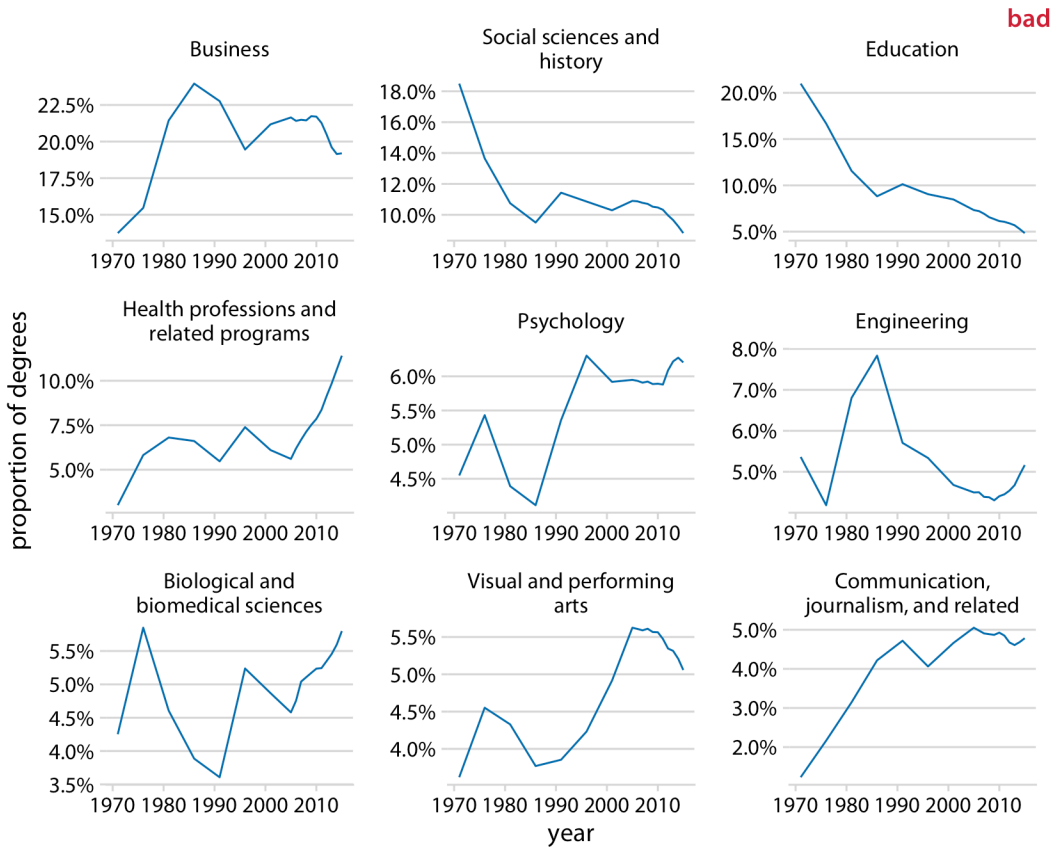 bad
Business
22.5%
20.0%
17.5%
15.0%
1970 1980 1990 2000 2010
Social sciences and
history
18.0%
16.0%
14.0%
12.0%
10.0%
1970 1980 1990 2000 2010
Education
20.0%
15.0%
10.0%
5.0%
1970 1980 1990 2000 2010
proportion of degrees
Health professions and
related programs
10.0%
7.5%
5.0%
1970 1980 1990 2000 2010
Psychology
6.0%
5.5%
5.0%
4.5%
1970 1980 1990 2000 2010
Engineering
8.0%
7.0%
6.0%
5.0%
1970 1980 1990 2000 2010
Biological and
biomedical sciences
5.5%
5.0%
4.5%
4.0%
3.5%
1970 1980 1990 2000 2010
Visual and performing
arts
5.5%
5.0%
4.5%
4.0%
1970 1980 1990 2000 2010
Communication,
journalism, and related
5.0%
4.0%
3.0%
2.0%
1970 1980 1990 2000 2010
year